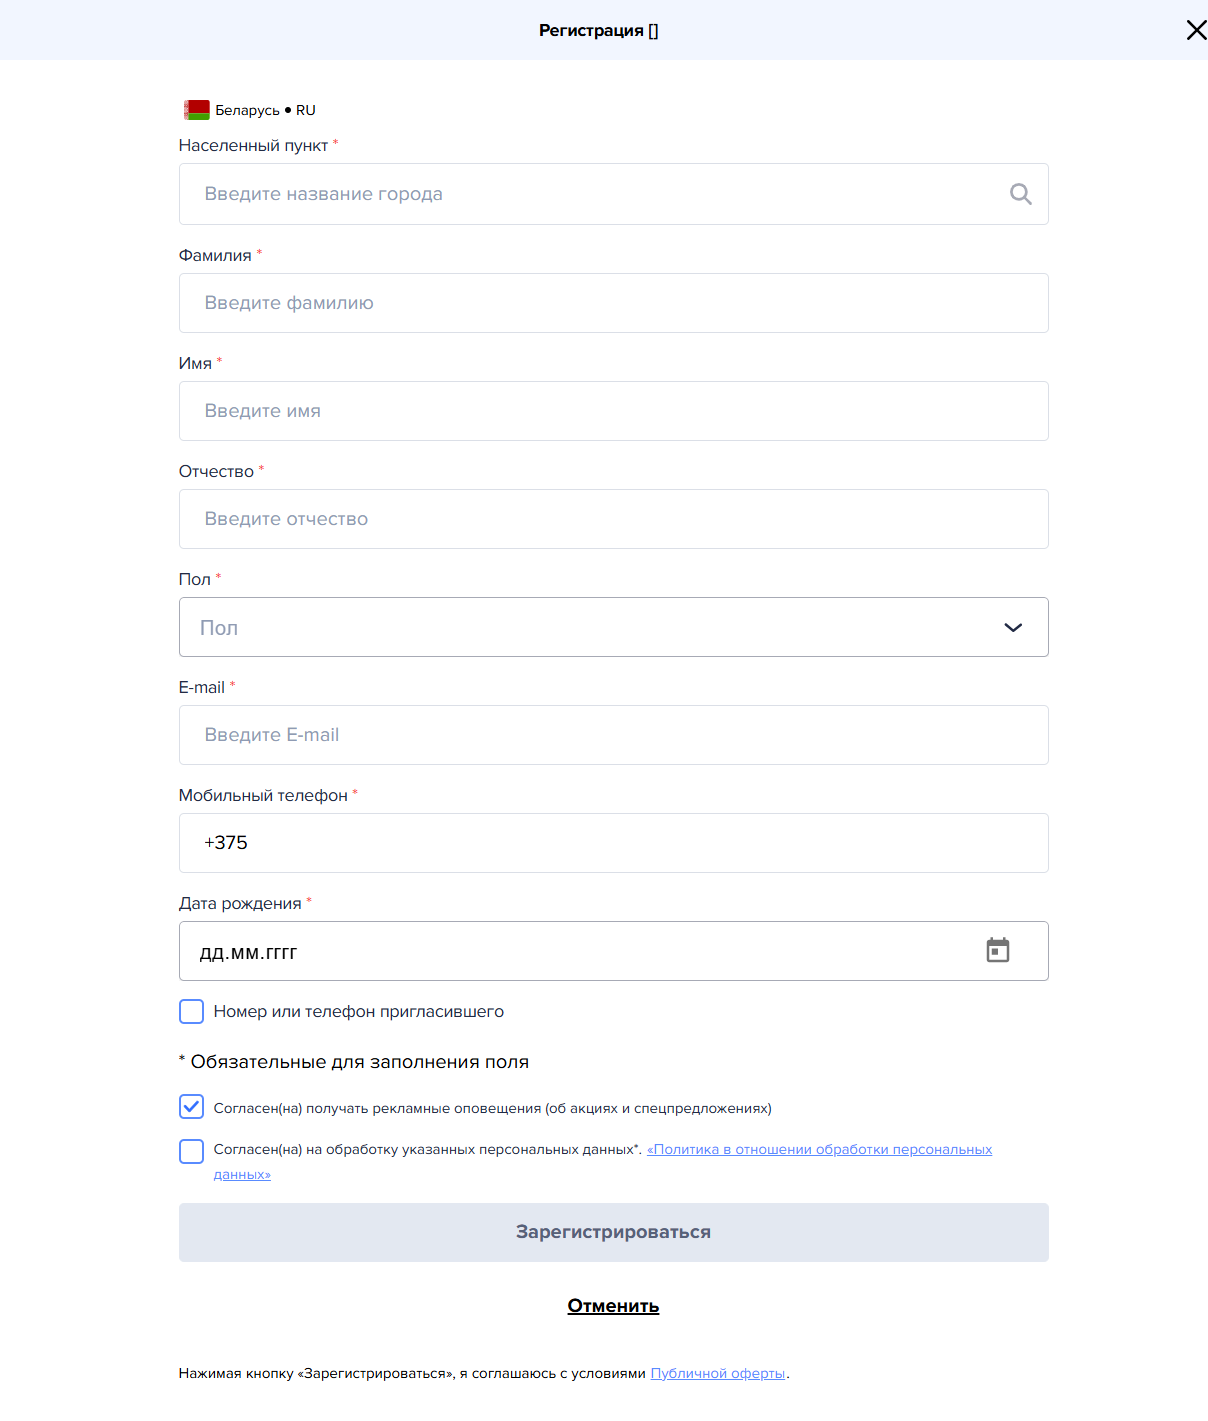 Регистрация []
Беларусь • RU
Населенный пункт *
Введите название города
Фамилия *
Введите фамилию
Имя *
Введите имя
Отчество *
Введите отчество
Пол *
Пол
E-mail *
Введите E-mail
Мобильный телефон *
+375
Дата рождения *
дд.мм.гггг
Номер или телефон пригласившего
* Обязательные для заполнения поля
Согласен(на) получать рекламные оповещения (об акциях и спецпредложениях)
Согласен(на) на обработку указанных персональных данных*. «Политика в отношении обработки персональных
данных»
Зарегистрироваться
Отменить
Нажимая кнопку «Зарегистрироваться», я соглашаюсь с условиями Публичной оферты.